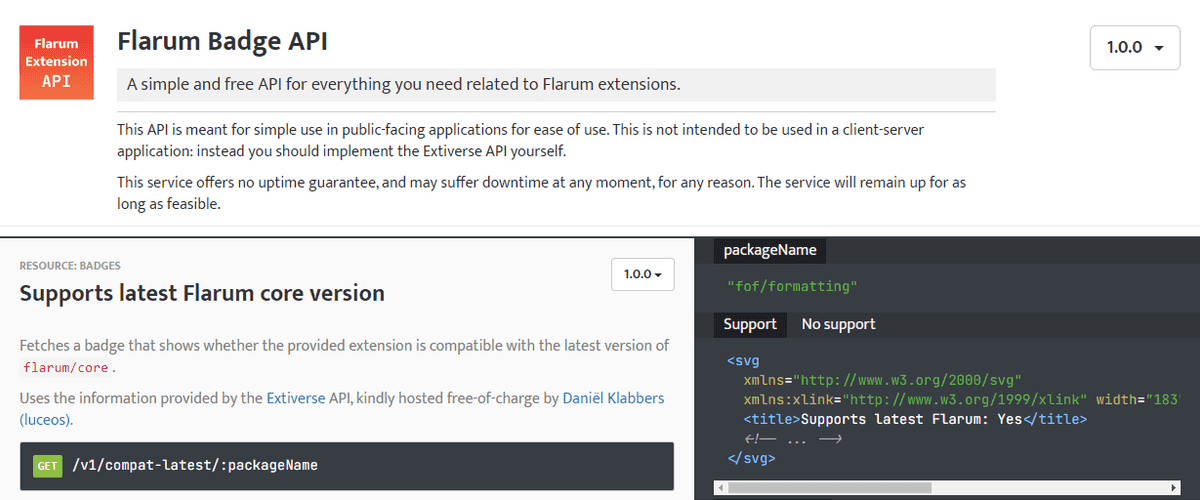 Flarum
Extension
API
Flarum Badge API
1.0.0
A simple and free API for everything you need related to Flarum extensions.
This API is meant for simple use in public-facing applications for ease of use. This is not intended to be used in a client-server
application: instead you should implement the Extiverse API yourself.
This service offers no uptime guarantee, and may suffer downtime at any moment, for any reason. The service will remain up for as
long as feasible.
RESOURCE: BADGES
1.0.0
Supports latest Flarum core version
Fetches a badge that shows whether the provided extension is compatible with the latest version of
flarum/core.
Uses the information provided by the Extiverse API, kindly hosted free-of-charge by Daniël Klabbers
(luceos).
GET /v1/compat-latest/:packageName
packageName
"fof/formatting"
Support No support
<svg
xmlns="http://www.w3.org/2000/svg"
xmlns:xlink="http://www.w3.org/1999/xlink" width="183
<title>Supports latest Flarum: Yes</title>
<!-- ... -->
</svg>